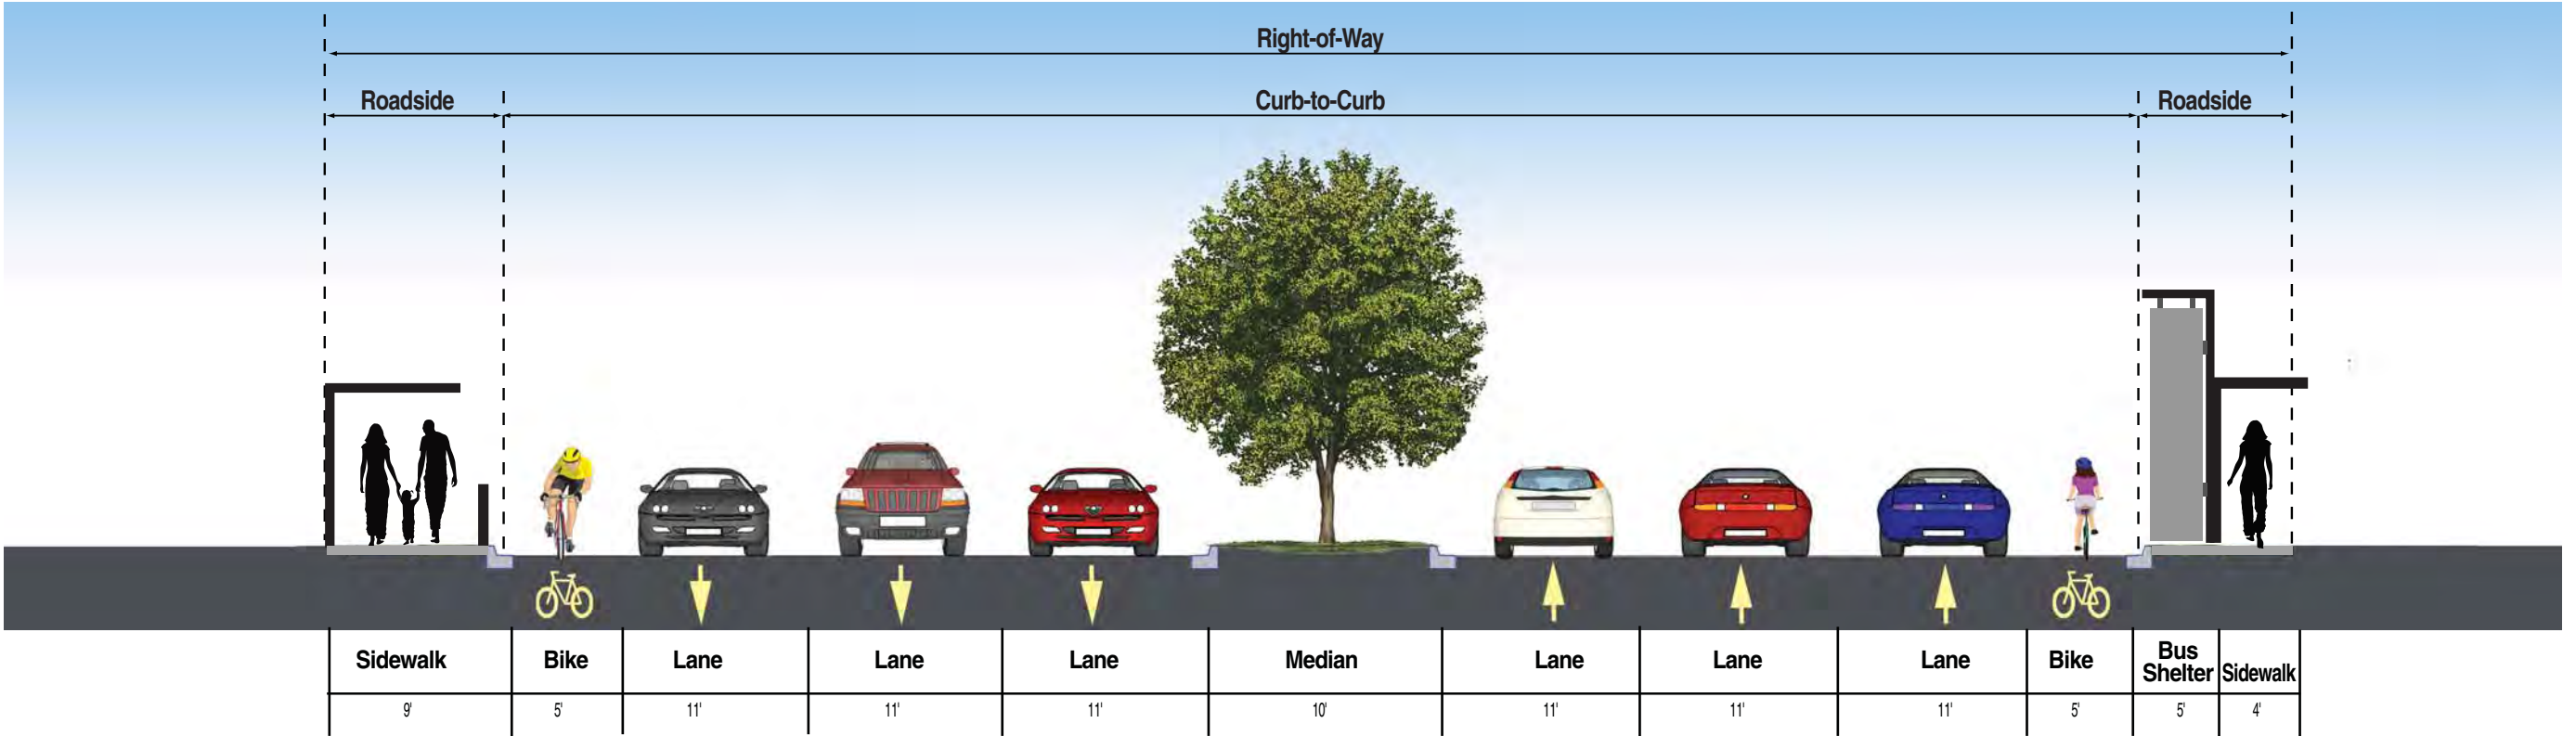 Right-of-Way
Roadside
Curb-to-Curb
Roadside
Sidewalk
Bike
Lane
Lane
Lane
Median
Lane
Lane
Lane
Bike
Bus
Shelter
Sidewalk
9'
5'
11'
11'
11'
10'
11'
11'
11'
5'
5'
4'